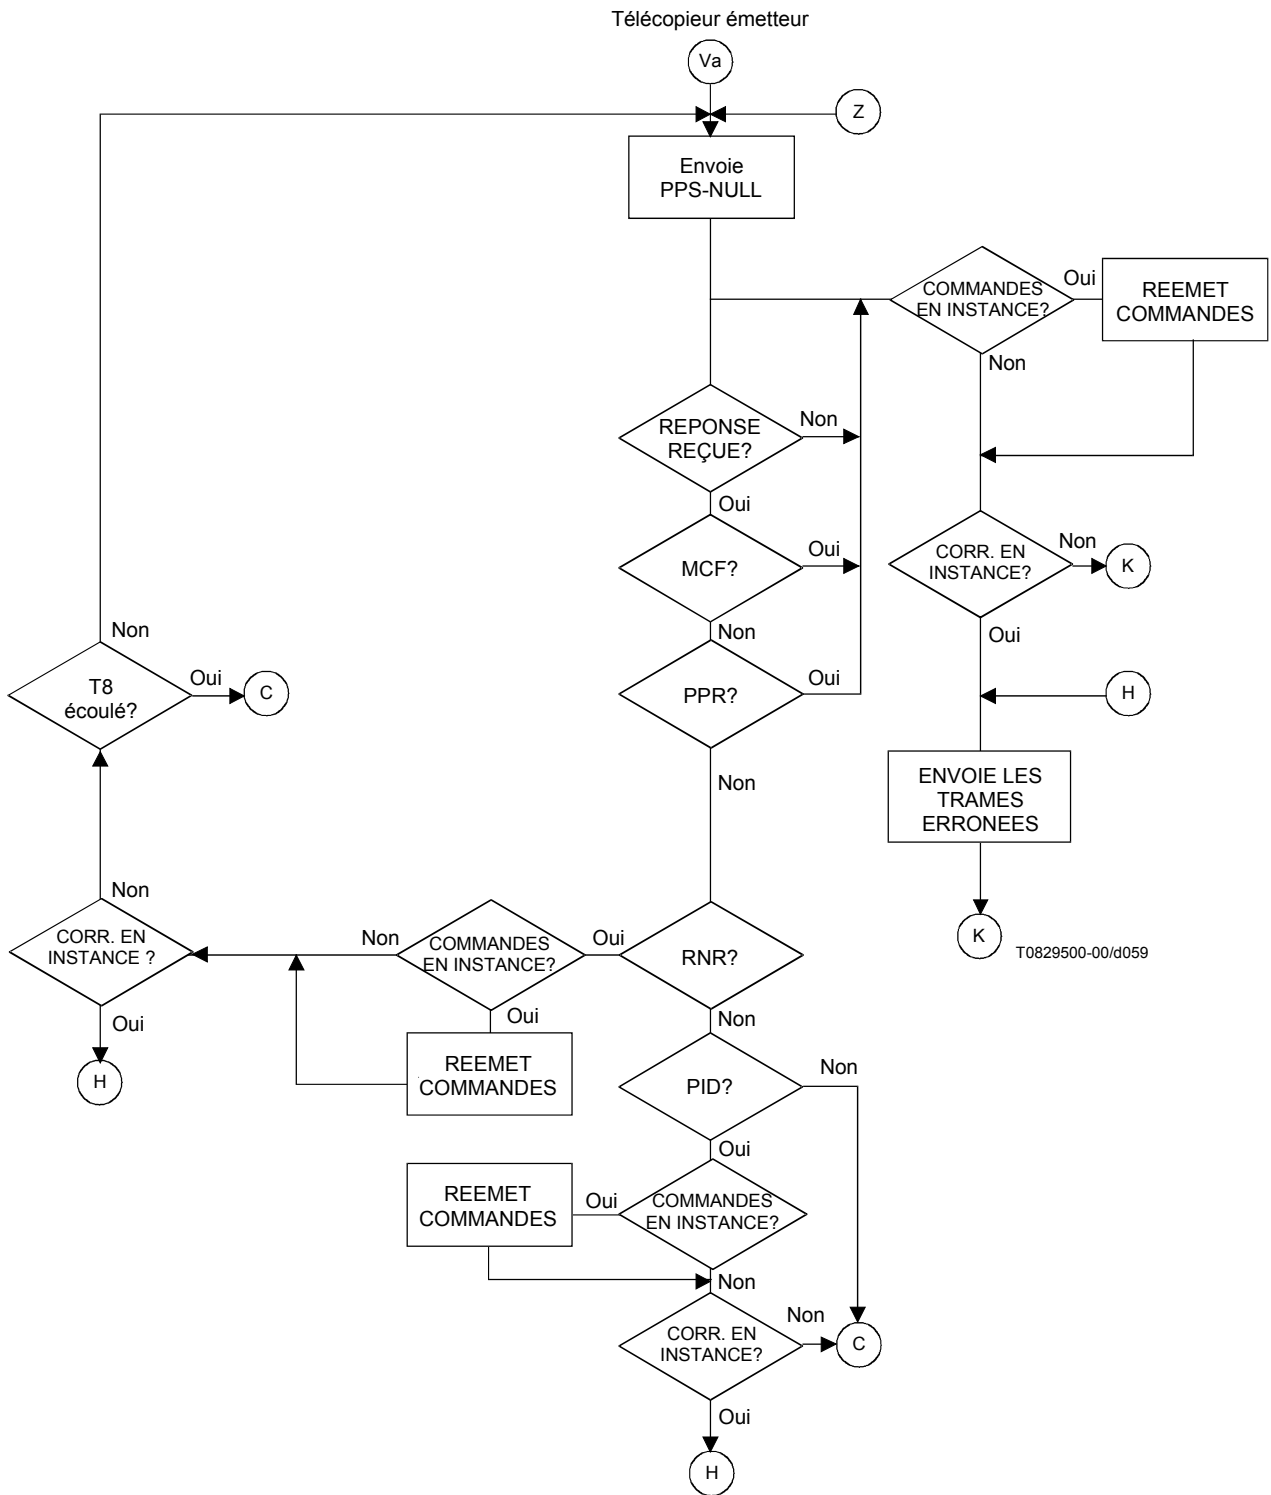 Télécopieur émetteur
Va
Z
Envoie
PPS-NULL
COMMANDES
EN INSTANCE?
Oui
REEMET
COMMANDES
Non
REPONSE
REÇUE?
Non
Oui
MCF?
Oui
CORR. EN
INSTANCE?
Non
K
Non
Oui
Non
T8
écoulé?
Oui
C
PPR?
Oui
H
Non
ENVOIE LES
TRAMES
ERRONEES
Non
CORR. EN
INSTANCE ?
Non
COMMANDES
EN INSTANCE?
Oui
RNR?
K
T0829500-00/d059
Oui
Oui
Non
H
REEMET
COMMANDES
PID?
Non
Oui
REEMET
COMMANDES
Oui
COMMANDES
EN INSTANCE?
Non
CORR. EN
INSTANCE?
Non
C
Oui
H